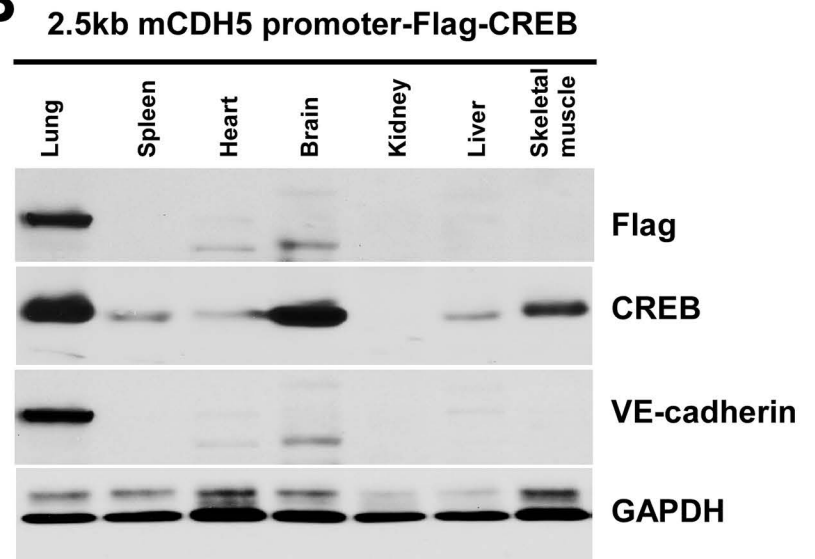 2.5kb mCDH5 promoter-Flag-CREB
Lung
Spleen
Heart
Brain
Kidney
Liver
Skeletal
muscle
Flag
CREB
VE-cadherin
GAPDH